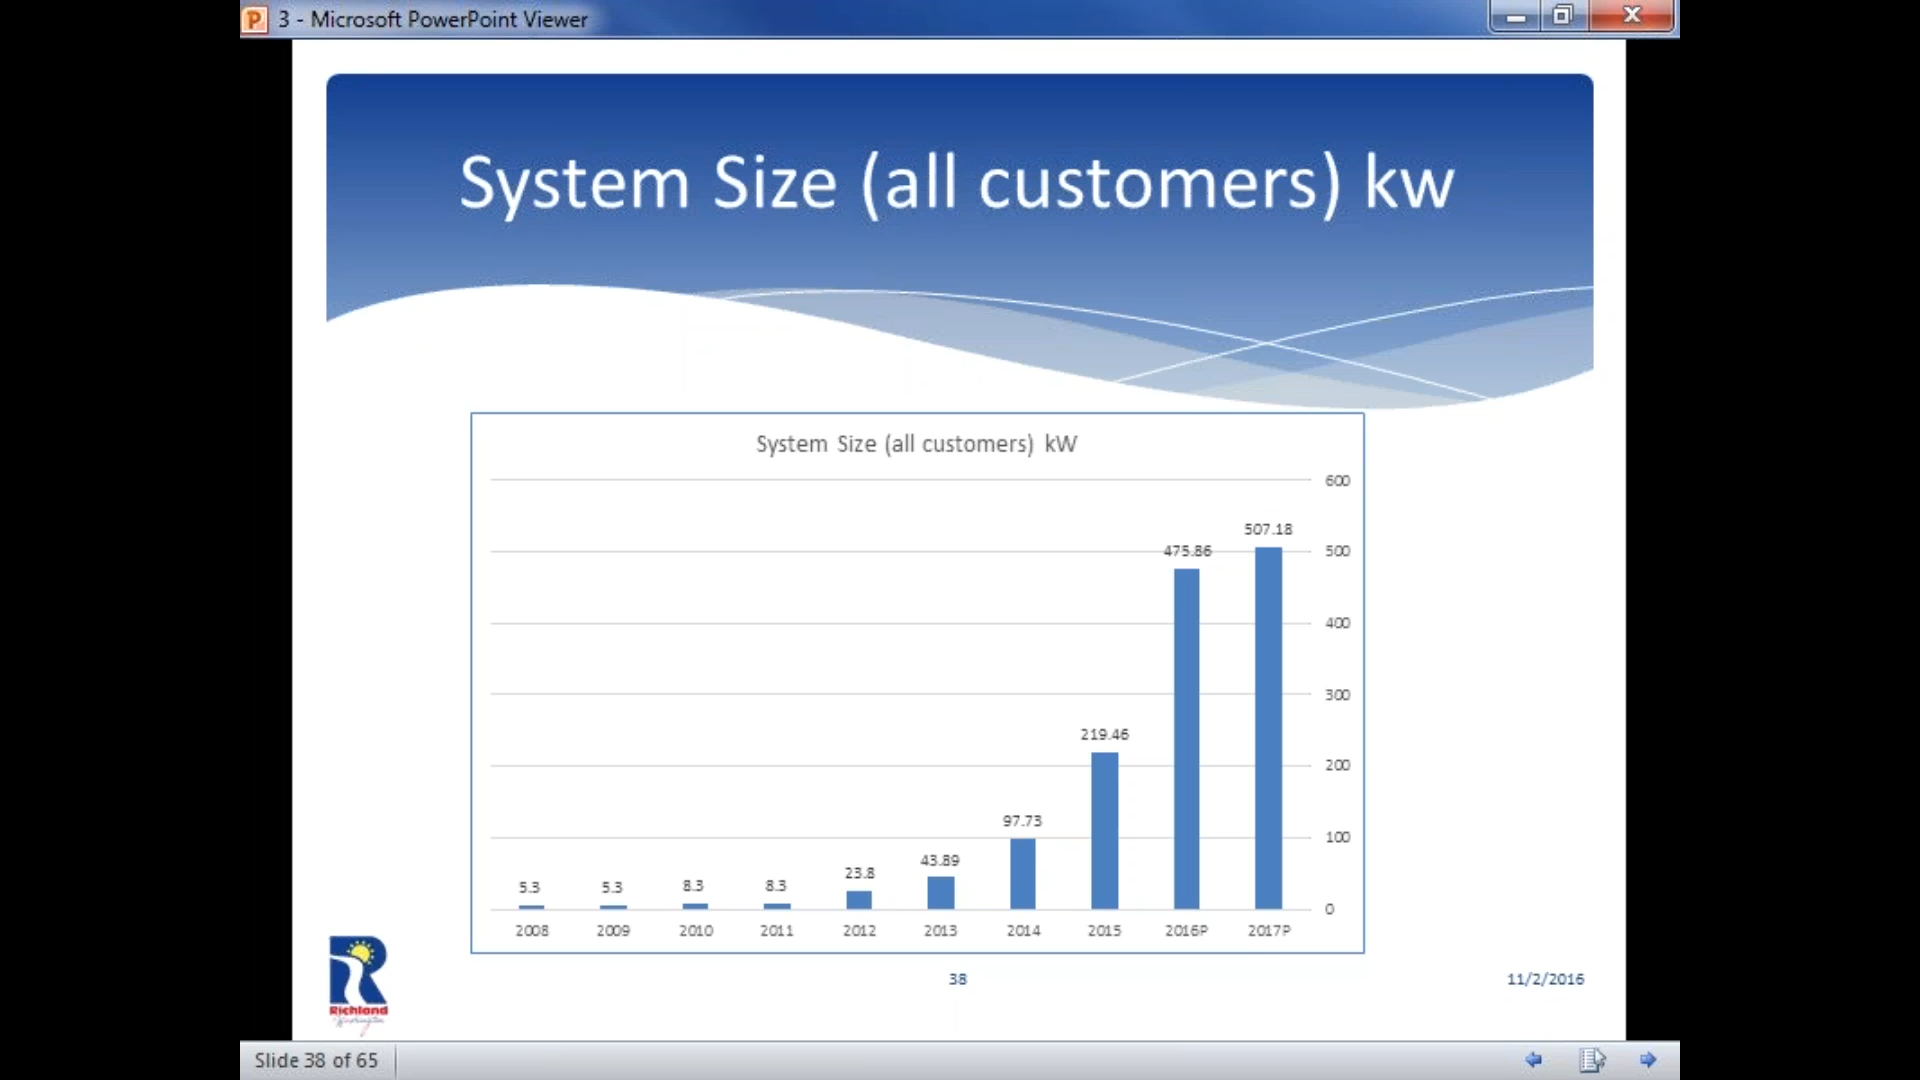 3 - Microsoft PowerPoint Viewer
System Size (all customers) kw
System Size (all customers) kW
600
507.18
475.86
500
400
300
219.46
200
97.73
100
43.89
23.8
8.3
8.3
5.3
5.3
0
2008 2009 2010 2011 2012 2013 2014 2015 2016P 2017P
Richland
Washington
38
11/2/2016
Slide 38 of 65